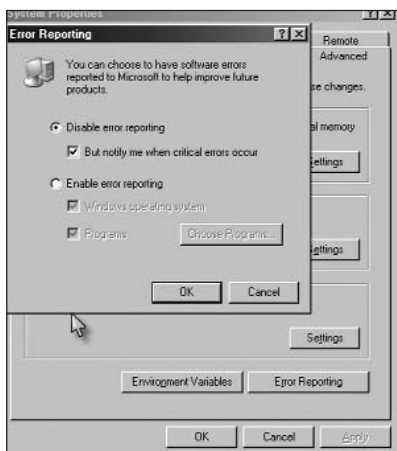 System Properties
Error Reporting
Remote
Advanced
You can choose to have software errors
reported to Microsoft to help improve future
products.
se changes.
Disable error reporting
al memory
But notify me when critical errors occur
Settings
Enable error reporting
Windows operating system
Programs
Choose Programs...
Settings
OK
Cancel
Settings
Environment Variables
Error Reporting
OK
Cancel
Apply